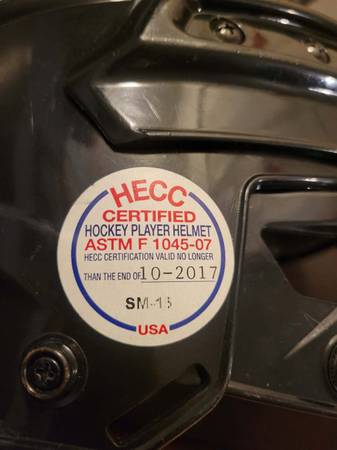 HECC
CERTIFIED
HOCKEY PLAYER HELMET
ASTM F 1045-07
HECC CERTIFICATION VALID NO LONGER
THAN THE END OF 10-2017
USA